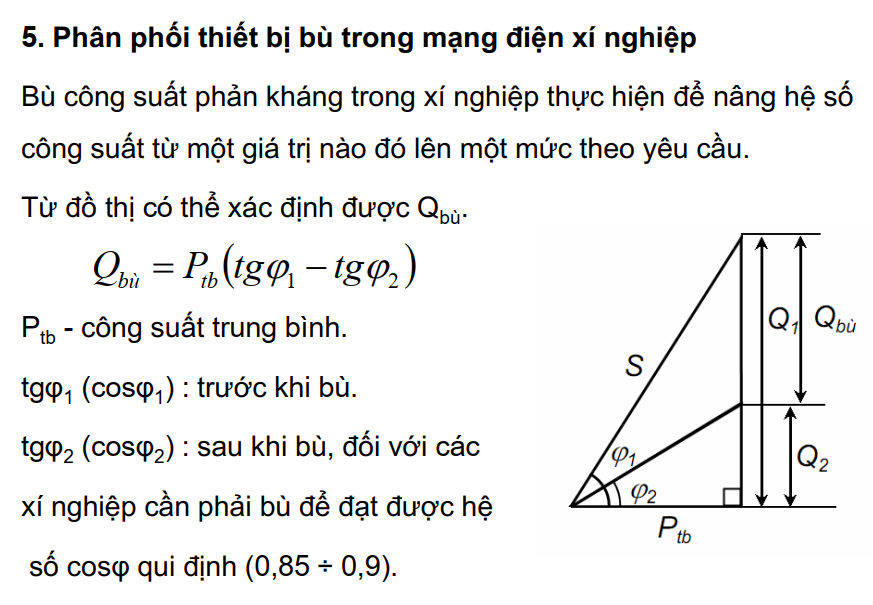 5. Phân phối thiết bị bù trong mạng điện xí nghiệp
Bù công suất phản kháng trong xí nghiệp thực hiện để nâng hệ số
công suất từ một giá trị nào đó lên một mức theo yêu cầu.
Từ đồ thị có thể xác định được Qbù.
Qbù = Ptb(tgφ1 − tgφ2)
Ptb - công suất trung bình.
tgφ1 (cosφ1) : trước khi bù.
tgφ2 (cosφ2) : sau khi bù, đối với các
xí nghiệp cần phải bù để đạt được hệ
số cosφ qui định (0,85 ÷ 0,9).
S
Q1
Qbù
φ1
φ2
Q2
Ptb